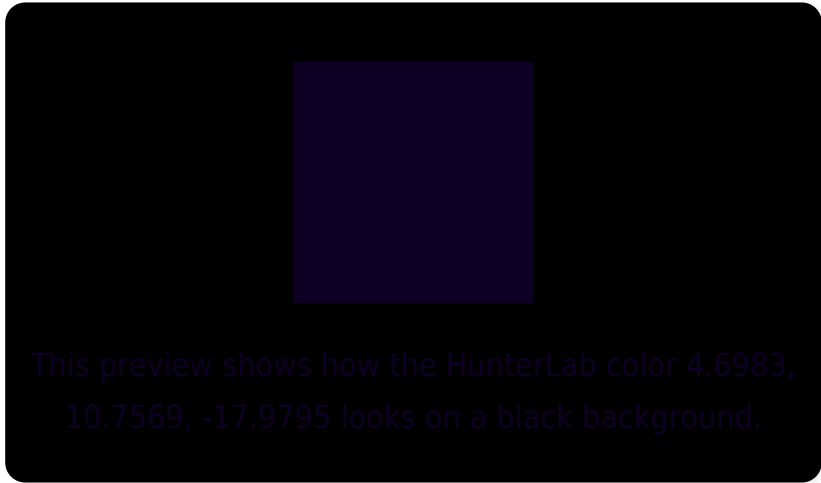 This preview shows how the HunterLab color 4.6983,
10.7569, -17.9795 looks on a black background.